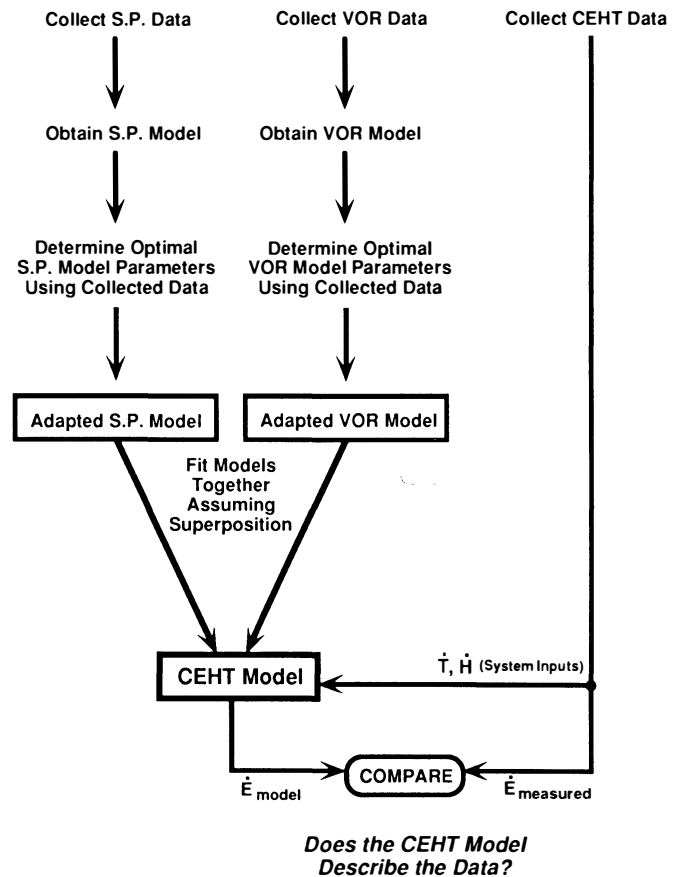 Collect S.P. Data
Collect VOR Data
Collect CEHT Data
Obtain S.P. Model
Obtain VOR Model
Determine Optimal
S.P. Model Parameters
Using Collected Data
Determine Optimal
VOR Model Parameters
Using Collected Data
Adapted S.P. Model
Adapted VOR Model
Fit Models
Together
Assuming
Superposition
CEHT Model
Ṫ, Ḣ (System Inputs)
COMPARE
Ė model
Ė measured
Does the CEHT Model
Describe the Data?